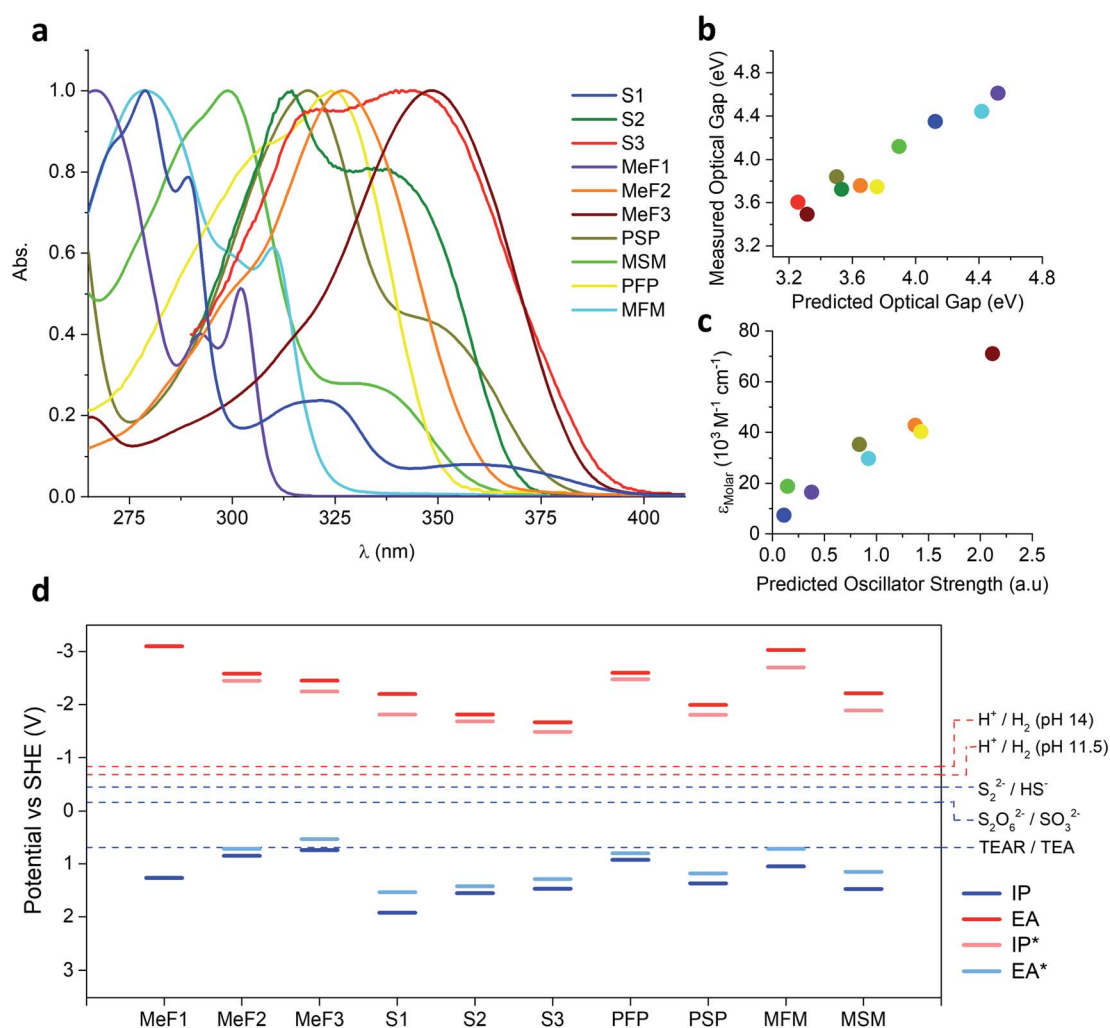 a
Abs.
1.0
0.8
0.6
0.4
0.2
0.0
275
300
325
350
375
400
λ (nm)
S1
S2
S3
MeF1
MeF2
MeF3
PSP
MSM
PFP
MFM
b
Measured Optical Gap (eV)
4.8
4.4
4.0
3.6
3.2
3.2
3.6
4.0
4.4
4.8
Predicted Optical Gap (eV)
c
εMolar (10³ M⁻¹ cm⁻¹)
80
60
40
20
0
0.0
0.5
1.0
1.5
2.0
2.5
Predicted Oscillator Strength (a.u)
d
Potential vs SHE (V)
-3
-2
-1
0
1
2
3
H⁺ / H₂ (pH 14)
H⁺ / H₂ (pH 11.5)
S₂²⁻ / HS⁻
S₂O₆²⁻ / SO₃²⁻
TEAR / TEA
IP
EA
IP*
EA*
MeF1
MeF2
MeF3
S1
S2
S3
PFP
PSP
MFM
MSM